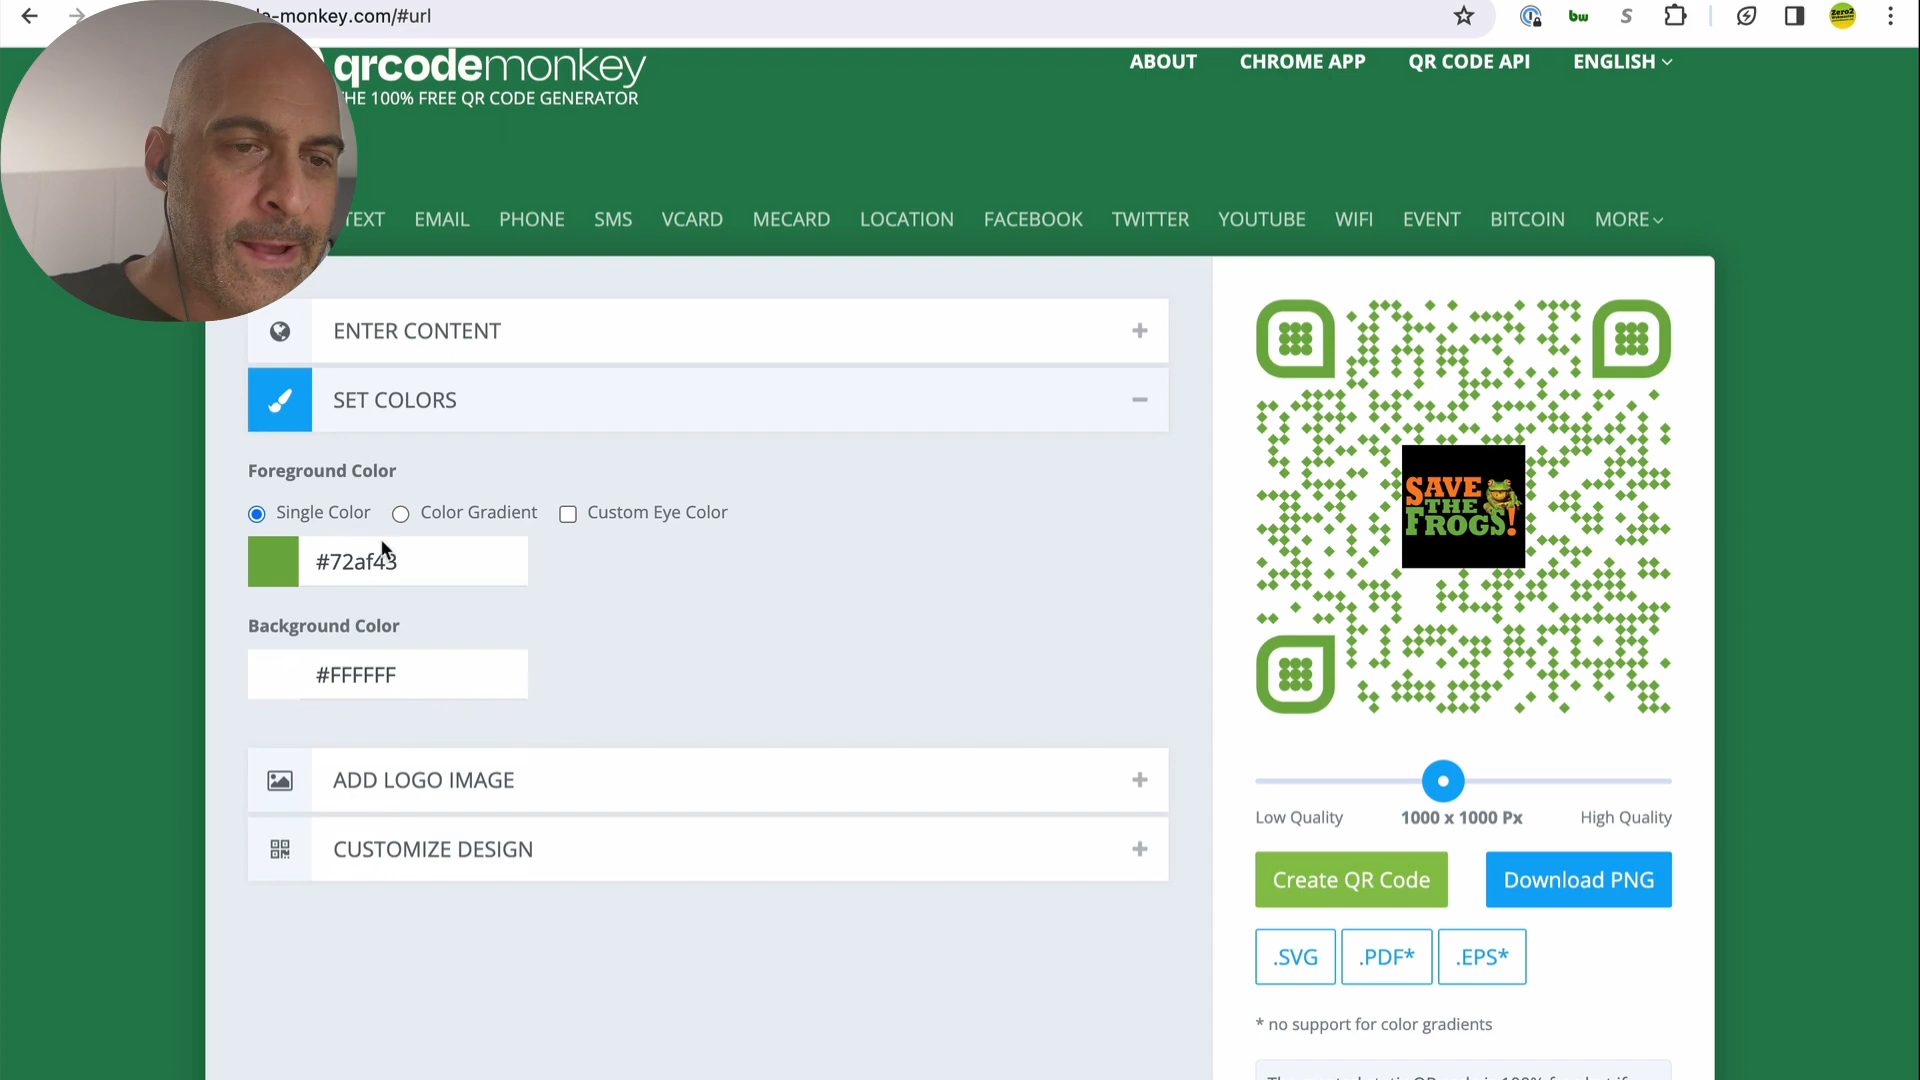 e-monkey.com/#url
bw
S
qrcodemonkey
THE 100% FREE QR CODE GENERATOR
ABOUT
CHROME APP
QR CODE API
ENGLISH
TEXT
EMAIL
PHONE
SMS
VCARD
MECARD
LOCATION
FACEBOOK
TWITTER
YOUTUBE
WIFI
EVENT
BITCOIN
MORE
ENTER CONTENT
SET COLORS
Foreground Color
Single Color
Color Gradient
Custom Eye Color
#72af43
Background Color
#FFFFFF
ADD LOGO IMAGE
CUSTOMIZE DESIGN
SAVE
THE
FROGS!
Low Quality
1000 x 1000 Px
High Quality
Create QR Code
Download PNG
.SVG
.PDF*
.EPS*
* no support for color gradients